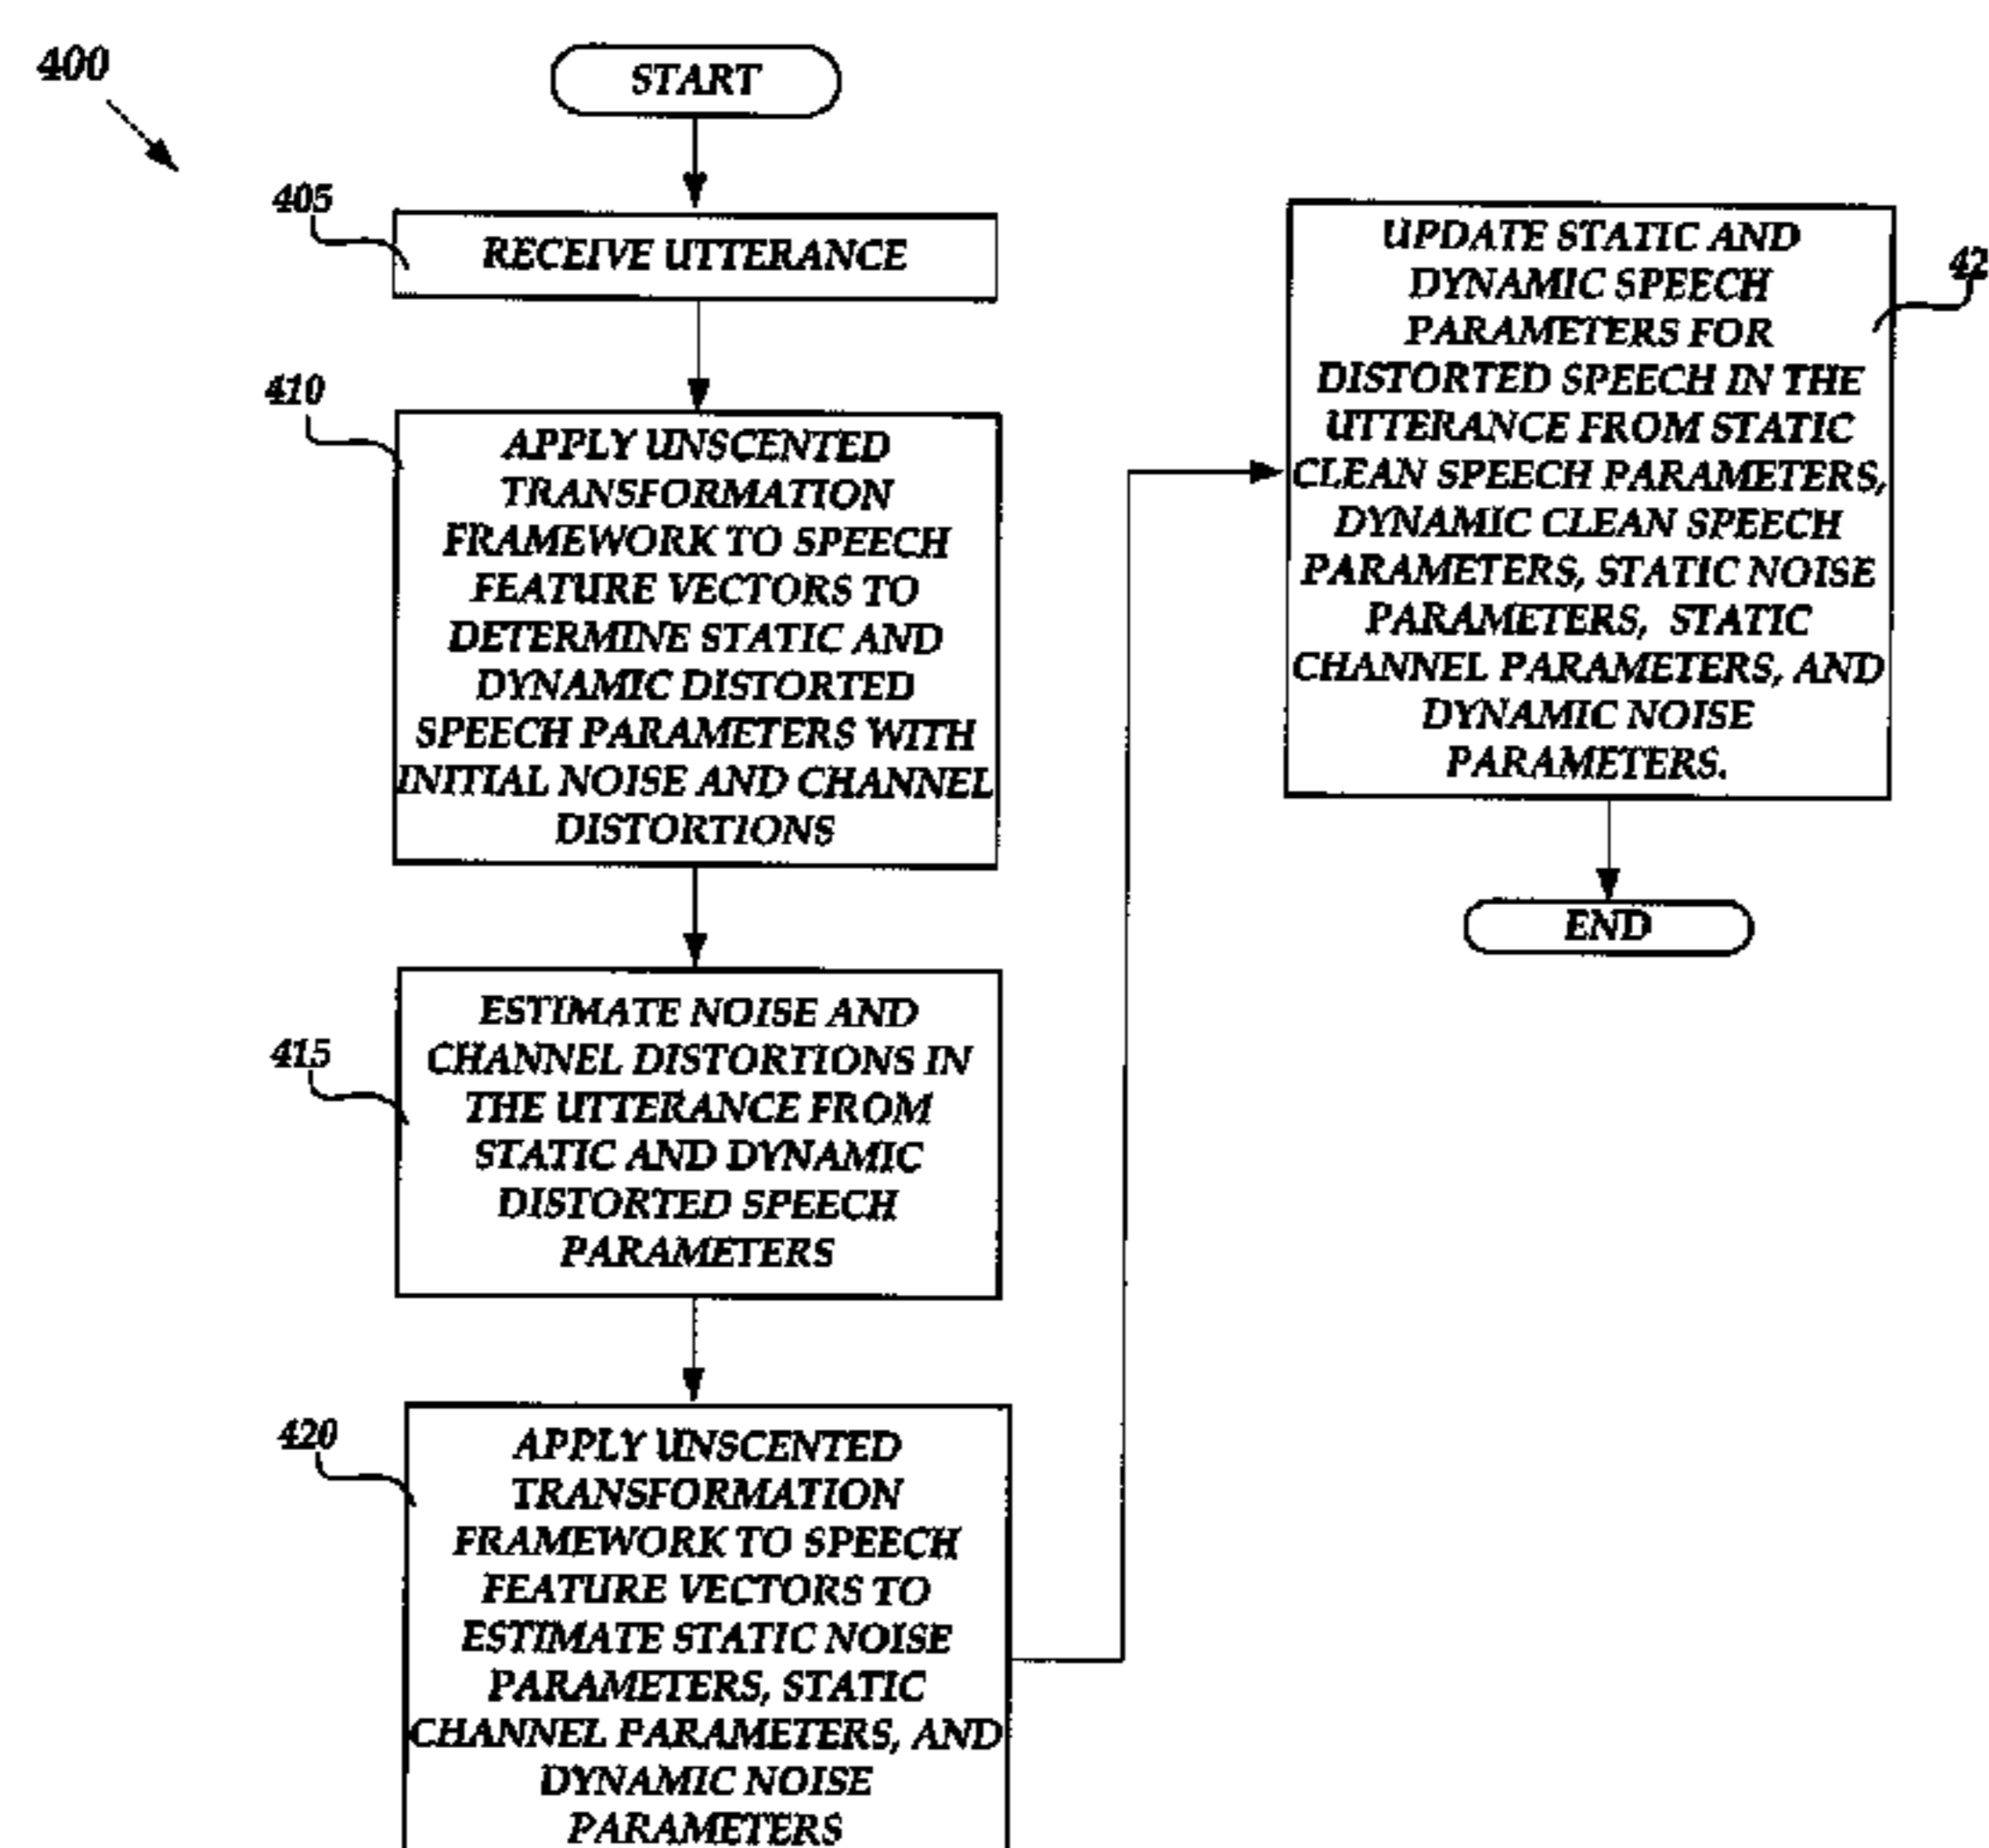 400
START
405
RECEIVE UTTERANCE
410
APPLY UNSCENTED
TRANSFORMATION
FRAMEWORK TO SPEECH
FEATURE VECTORS TO
DETERMINE STATIC AND
DYNAMIC DISTORTED
SPEECH PARAMETERS WITH
INITIAL NOISE AND CHANNEL
DISTORTIONS
415
ESTIMATE NOISE AND
CHANNEL DISTORTIONS IN
THE UTTERANCE FROM
STATIC AND DYNAMIC
DISTORTED SPEECH
PARAMETERS
420
APPLY UNSCENTED
TRANSFORMATION
FRAMEWORK TO SPEECH
FEATURE VECTORS TO
ESTIMATE STATIC NOISE
PARAMETERS, STATIC
CHANNEL PARAMETERS, AND
DYNAMIC NOISE
PARAMETERS
42
UPDATE STATIC AND
DYNAMIC SPEECH
PARAMETERS FOR
DISTORTED SPEECH IN THE
UTTERANCE FROM STATIC
CLEAN SPEECH PARAMETERS,
DYNAMIC CLEAN SPEECH
PARAMETERS, STATIC NOISE
PARAMETERS, STATIC
CHANNEL PARAMETERS, AND
DYNAMIC NOISE
PARAMETERS.
END